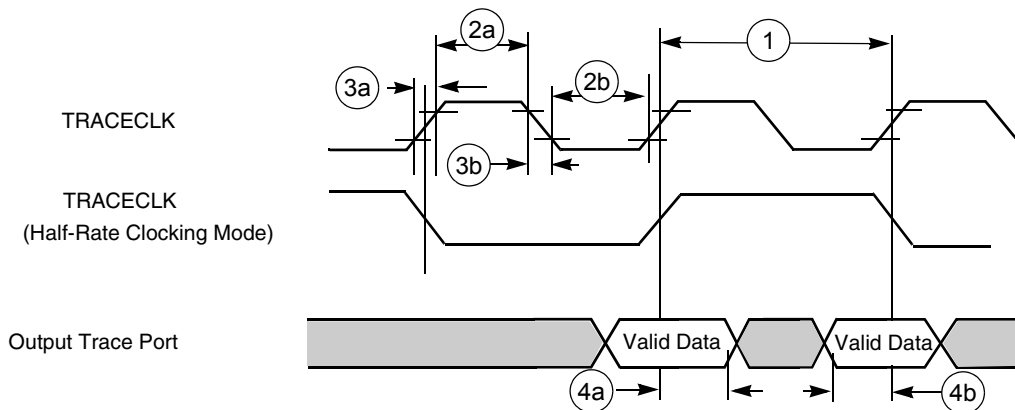 2a
1
3a
2b
TRACECLK
3b
TRACECLK
(Half-Rate Clocking Mode)
Output Trace Port
Valid Data
Valid Data
4a
4b